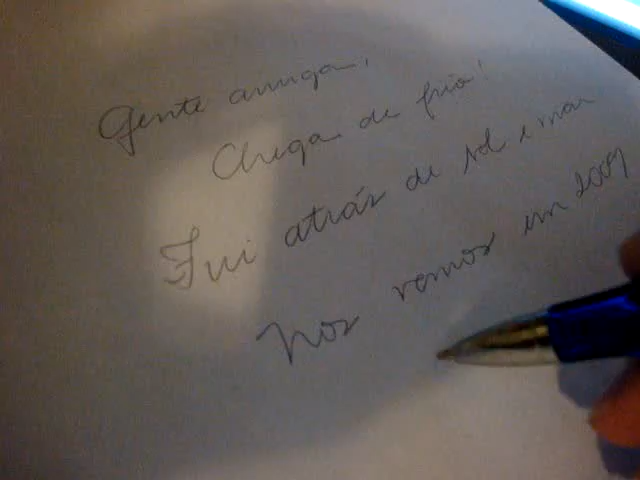 Gente amiga,
Chega de frio!
Fui atrás de sol e mar
Nos vemos em 2009